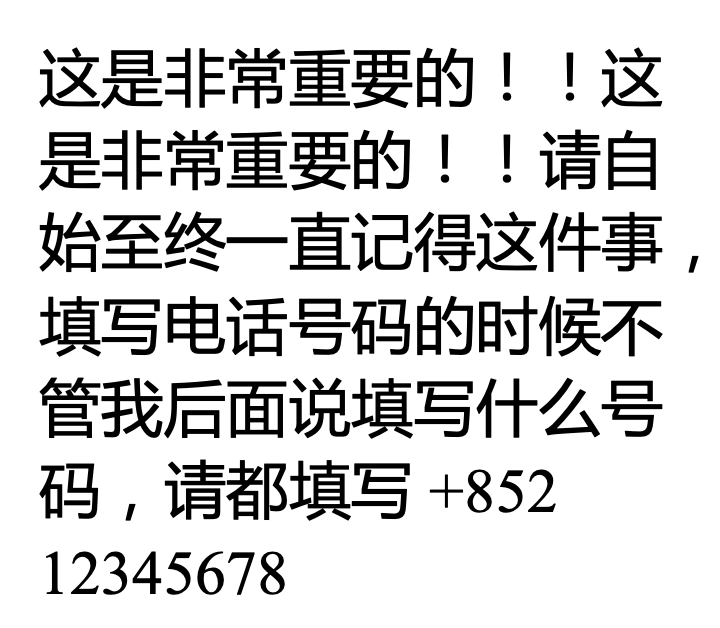 这是非常重要的！！这
是非常重要的！！请自
始至终一直记得这件事，
填写电话号码的时候不
管我后面说填写什么号
码，请都填写 +852
12345678